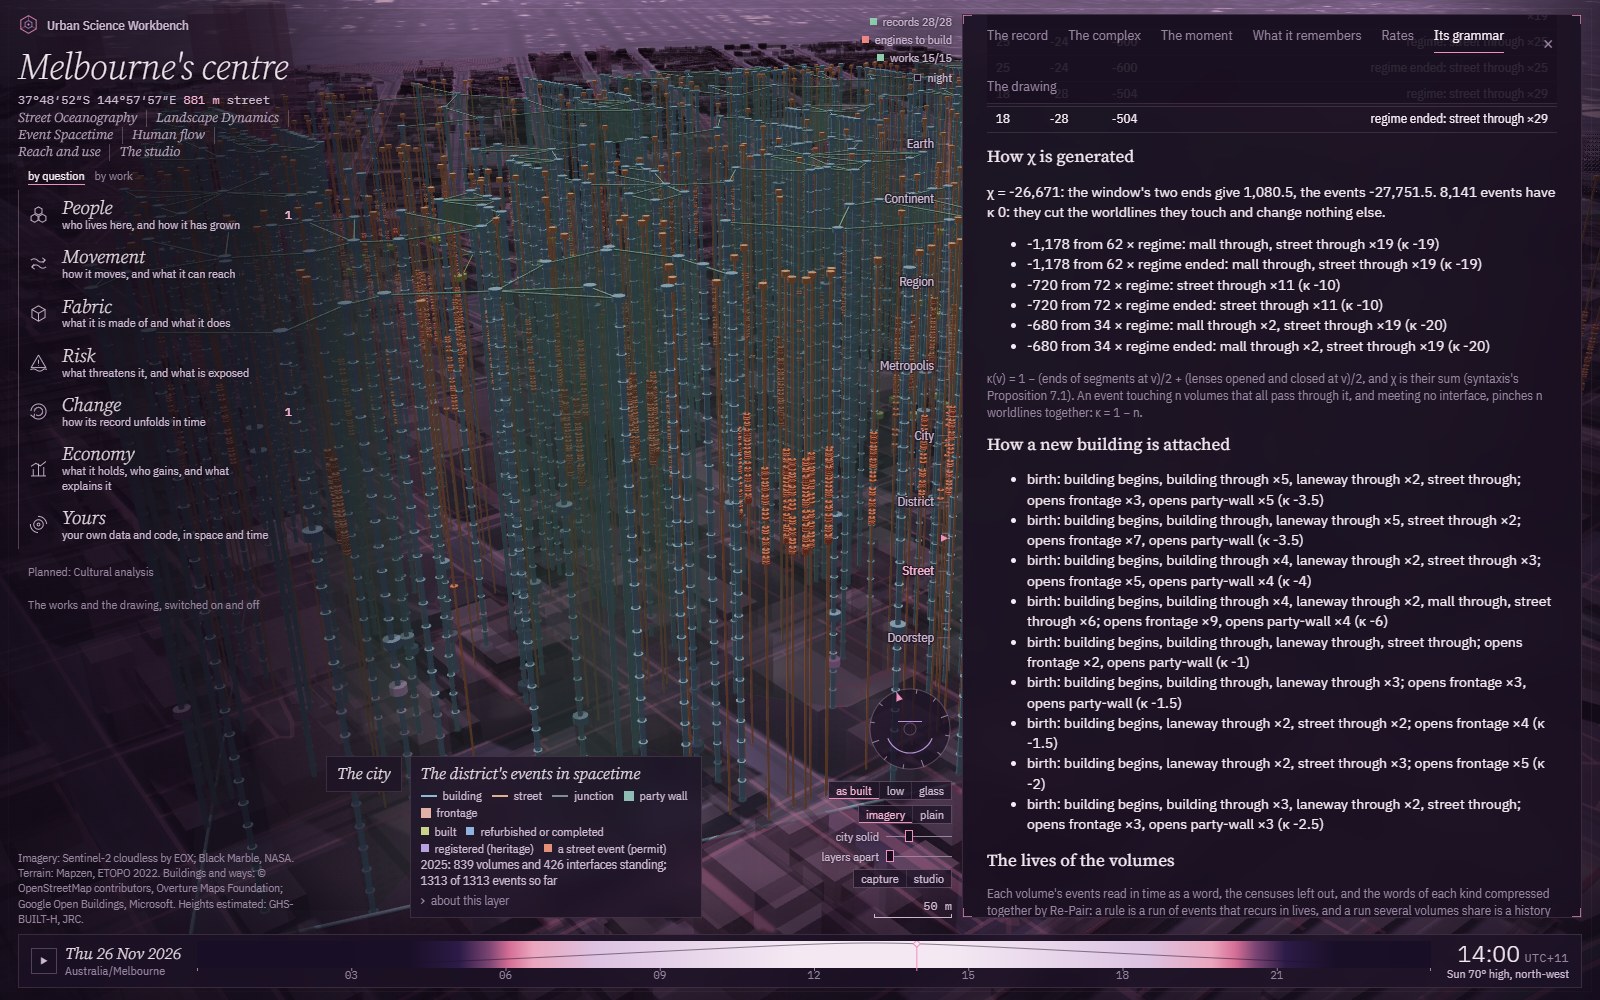 Urban Science Workbench
Melbourne's centre
37°48′52″S 144°57′57″E 881 m street
Street Oceanography | Landscape Dynamics |
Event Spacetime | Human flow |
Reach and use | The studio
by question by work
People 1
who lives here, and how it has grown
Movement
how it moves, and what it can reach
Fabric
what it is made of and what it does
Risk
what threatens it, and what is exposed
Change 1
how its record unfolds in time
Economy
what it holds, who gains, and what
explains it
Yours
your own data and code, in space and time
Planned: Cultural analysis
The works and the drawing, switched on and off
Imagery: Sentinel-2 cloudless by EOX; Black Marble, NASA.
Terrain: Mapzen, ETOPO 2022. Buildings and ways: ©
OpenStreetMap contributors, Overture Maps Foundation;
Google Open Buildings, Microsoft. Heights estimated: GHS-
BUILT-H, JRC.
records 28/28
engines to build
works 15/15
night
Earth
Continent
Region
Metropolis
City
District
Street
Doorstep
The city
The district's events in spacetime
building street junction party wall
frontage
built refurbished or completed
registered (heritage) a street event (permit)
2025: 839 volumes and 426 interfaces standing;
1313 of 1313 events so far
› about this layer
as built low glass
imagery plain
city solid
layers apart
capture studio
50 m
The record The complex The moment What it remembers Rates Its grammar ×
25 -24 -600 regime ended: street through ×25
The drawing
18 -28 -504 regime ended: street through ×29
How χ is generated
χ = -26,671: the window's two ends give 1,080.5, the events -27,751.5. 8,141 events have
κ 0: they cut the worldlines they touch and change nothing else.
• -1,178 from 62 × regime: mall through, street through ×19 (κ -19)
• -1,178 from 62 × regime ended: mall through, street through ×19 (κ -19)
• -720 from 72 × regime: street through ×11 (κ -10)
• -720 from 72 × regime ended: street through ×11 (κ -10)
• -680 from 34 × regime: mall through ×2, street through ×19 (κ -20)
• -680 from 34 × regime ended: mall through ×2, street through ×19 (κ -20)
κ(v) = 1 − (ends of segments at v)/2 + (lenses opened and closed at v)/2, and χ is their sum (syntaxis's
Proposition 7.1). An event touching n volumes that all pass through it, and meeting no interface, pinches n
worldlines together: κ = 1 − n.
How a new building is attached
• birth: building begins, building through ×5, laneway through ×2, street through;
opens frontage ×3, opens party-wall ×5 (κ -3.5)
• birth: building begins, building through, laneway through ×5, street through ×2;
opens frontage ×7, opens party-wall (κ -3.5)
• birth: building begins, building through ×4, laneway through ×2, street through ×3;
opens frontage ×5, opens party-wall ×4 (κ -4)
• birth: building begins, building through ×4, laneway through ×2, mall through, street
through ×6; opens frontage ×9, opens party-wall ×4 (κ -6)
• birth: building begins, building through, laneway through, street through; opens
frontage ×2, opens party-wall (κ -1)
• birth: building begins, building through, laneway through ×3; opens frontage ×3,
opens party-wall (κ -1.5)
• birth: building begins, laneway through ×2, street through ×2; opens frontage ×4 (κ
-1.5)
• birth: building begins, laneway through ×2, street through ×3; opens frontage ×5 (κ
-2)
• birth: building begins, building through ×3, laneway through ×2, street through;
opens frontage ×3, opens party-wall ×3 (κ -2.5)
The lives of the volumes
Each volume's events read in time as a word, the censuses left out, and the words of each kind compressed
together by Re-Pair: a rule is a run of events that recurs in lives, and a run several volumes share is a history
Thu 26 Nov 2026
Australia/Melbourne
03 06 09 12 15 18 21
14:00 UTC+11
Sun 70° high, north-west